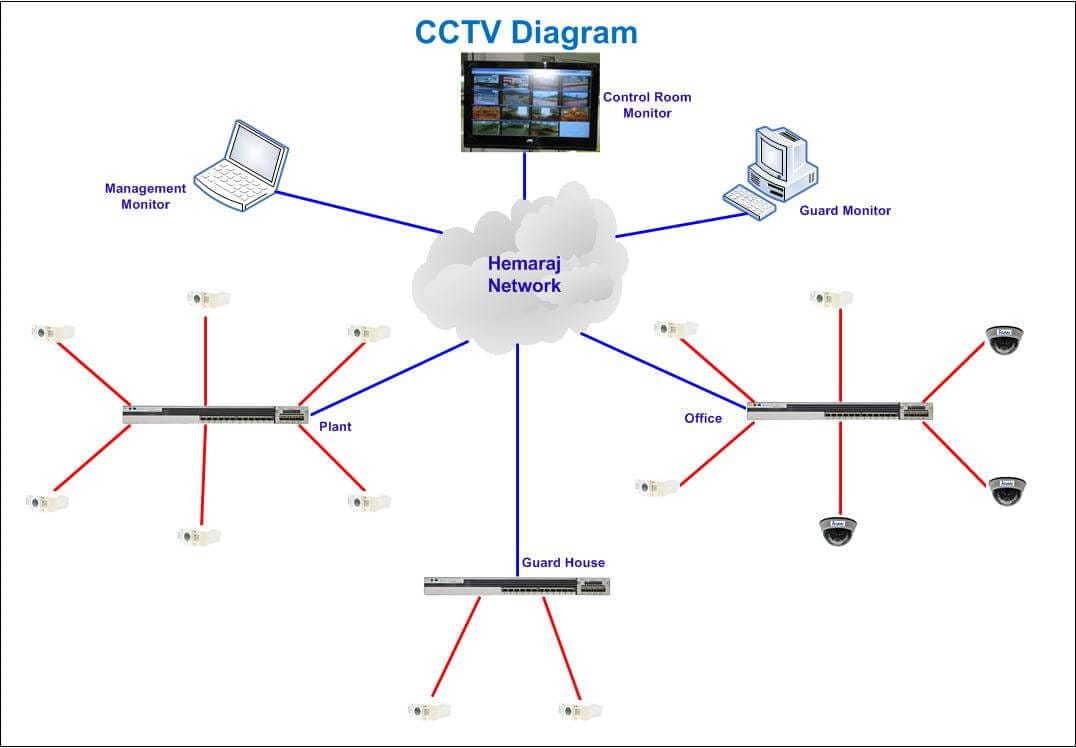 CCTV Diagram
Control Room
Monitor
Management
Monitor
Guard Monitor
Hemaraj
Network
Plant
Office
Guard House